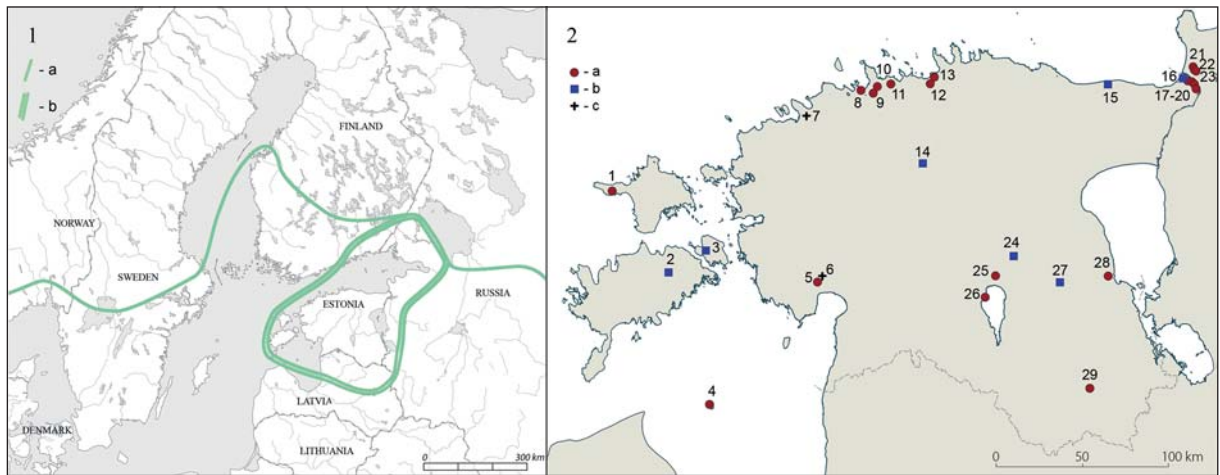 1
- a
- b
FINLAND
NORWAY
SWEDEN
ESTONIA
RUSSIA
LATVIA
DENMARK
LITHUANIA
0 300 km
2
- a
- b
- c
1
2
3
4
5
6
7
8
9
10
11
12
13
14
15
16
17-20
21
22
23
24
25
26
27
28
29
0 50 100 km